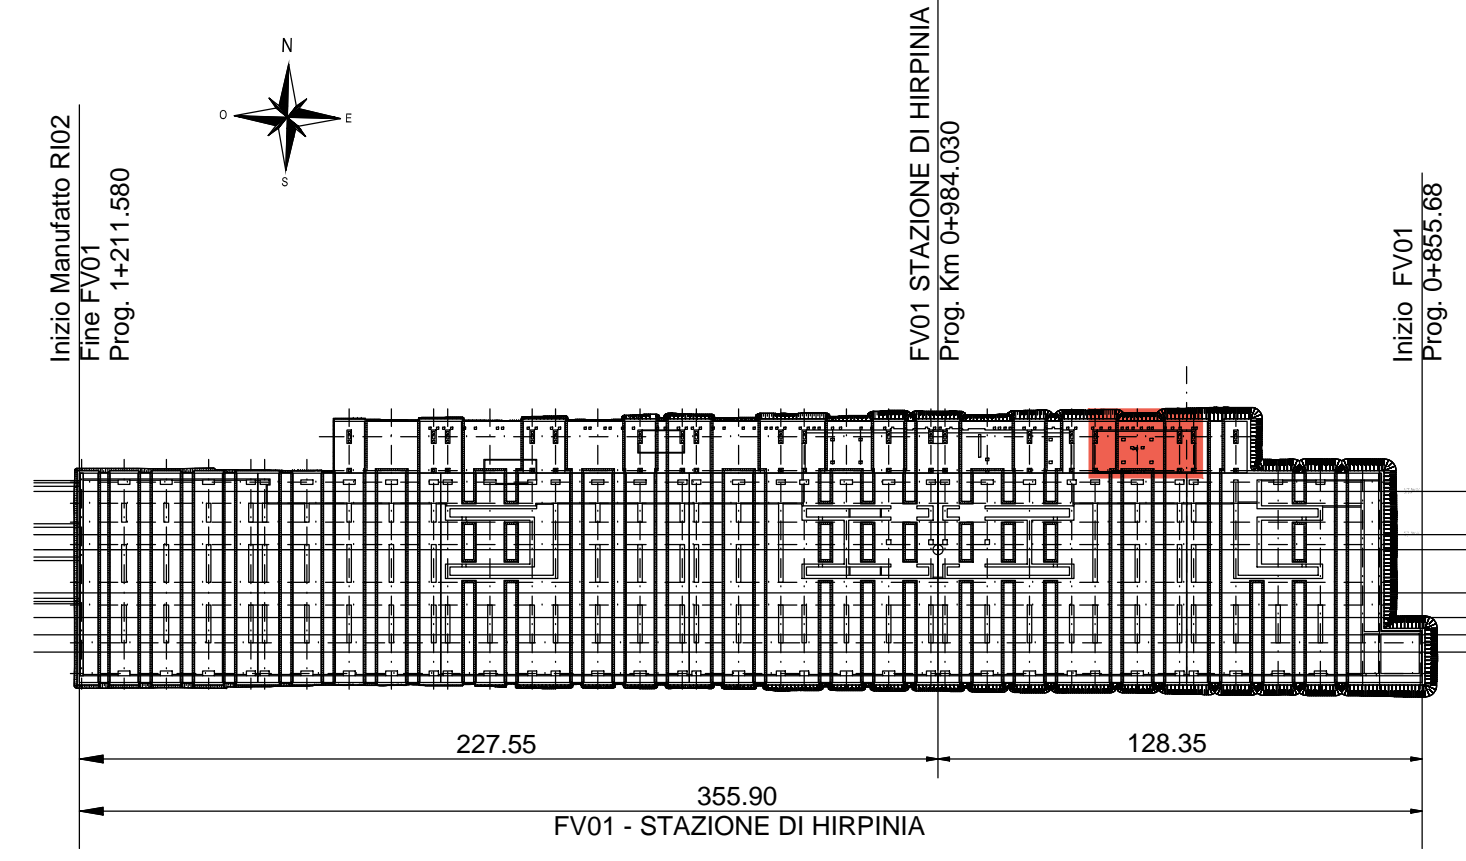 N
O
E
S
Inizio Manufatto RI02
Fine FV01
Prog. 1+211.580
FV01 STAZIONE DI HIRPINIA
Prog. Km 0+984.030
Inizio FV01
Prog. 0+855.68
227.55
128.35
355.90
FV01 - STAZIONE DI HIRPINIA